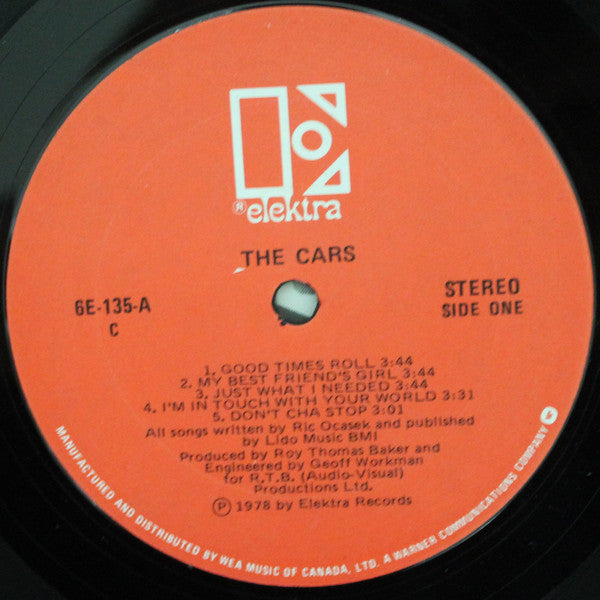 ® elektra
THE CARS
6E-135-A
C
STEREO
SIDE ONE
1. GOOD TIMES ROLL 3:44
2. MY BEST FRIEND'S GIRL 3:44
3. JUST WHAT I NEEDED 3:44
4. I'M IN TOUCH WITH YOUR WORLD 3:31
5. DON'T CHA STOP 3:01
All songs written by Ric Ocasek and published
by Lido Music BMI
Produced by Roy Thomas Baker and
Engineered by Geoff Workman
for R.T.B. (Audio-Visual)
Productions Ltd.
Ⓟ 1978 by Elektra Records
MANUFACTURED AND DISTRIBUTED BY WEA MUSIC OF CANADA, LTD. A WARNER COMMUNICATIONS COMPANY